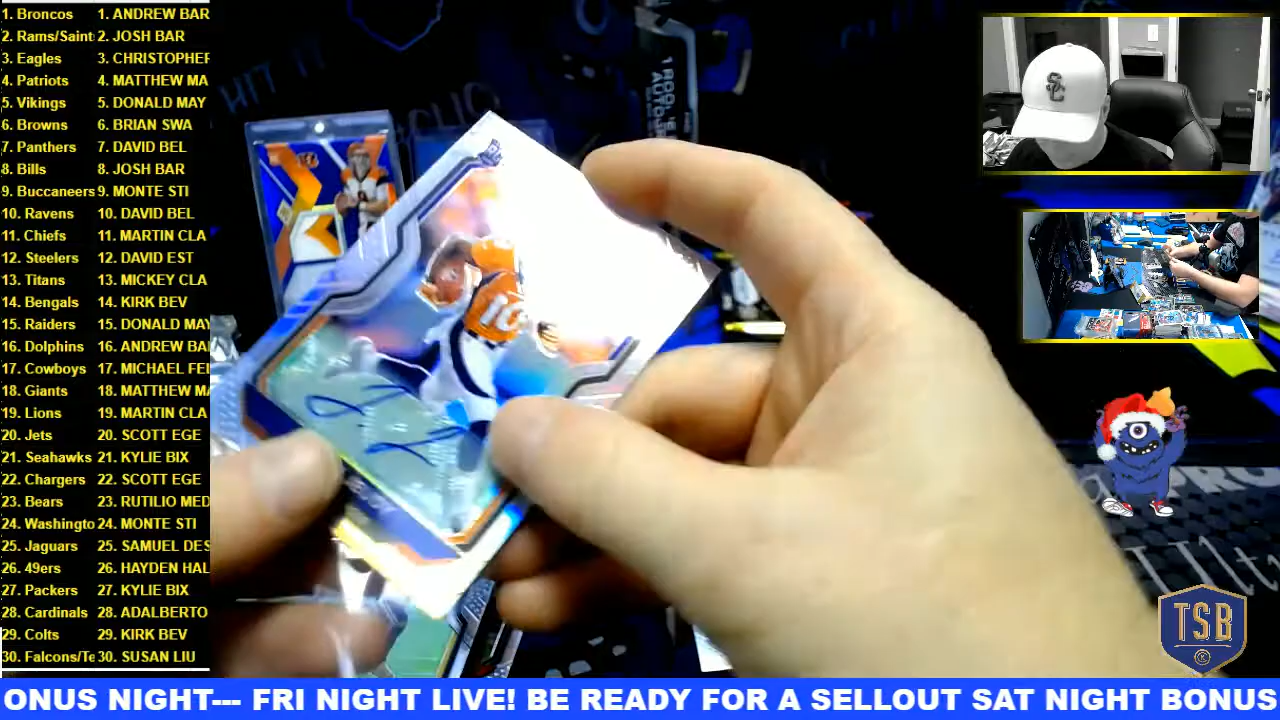 1. Broncos 1. ANDREW BAR
2. Rams/Saint 2. JOSH BAR
3. Eagles 3. CHRISTOPHER
4. Patriots 4. MATTHEW MA
5. Vikings 5. DONALD MAY
6. Browns 6. BRIAN SWA
7. Panthers 7. DAVID BEL
8. Bills 8. JOSH BAR
9. Buccaneers 9. MONTE STI
10. Ravens 10. DAVID BEL
11. Chiefs 11. MARTIN CLA
12. Steelers 12. DAVID EST
13. Titans 13. MICKEY CLA
14. Bengals 14. KIRK BEV
15. Raiders 15. DONALD MAY
16. Dolphins 16. ANDREW BA
17. Cowboys 17. MICHAEL FEI
18. Giants 18. MATTHEW MA
19. Lions 19. MARTIN CLA
20. Jets 20. SCOTT EGE
21. Seahawks 21. KYLIE BIX
22. Chargers 22. SCOTT EGE
23. Bears 23. RUTILIO MED
24. Washingto 24. MONTE STI
25. Jaguars 25. SAMUEL DES
26. 49ers 26. HAYDEN HAL
27. Packers 27. KYLIE BIX
28. Cardinals 28. ADALBERTO
29. Colts 29. KIRK BEV
30. Falcons/Te 30. SUSAN LIU
HIT IT
10
SC
TSB
ONUS NIGHT--- FRI NIGHT LIVE! BE READY FOR A SELLOUT SAT NIGHT BONUS